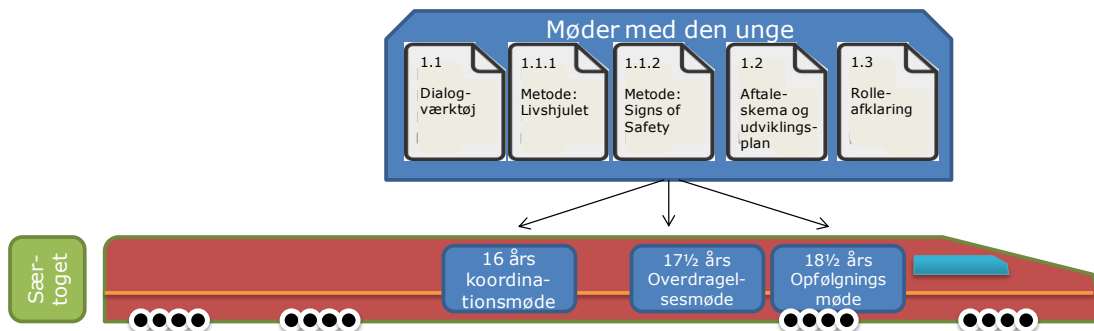 Møder med den unge
1.1
Dialog-
værktøj
1.1.1
Metode:
Livshjulet
1.1.2
Metode:
Signs of
Safety
1.2
Aftale-
skema og
udviklings-
plan
1.3
Rolle-
afklaring
Sær-
toget
16 års
koordina-
tionsmøde
17½ års
Overdragel-
sesmøde
18½ års
Opfølgnings
møde